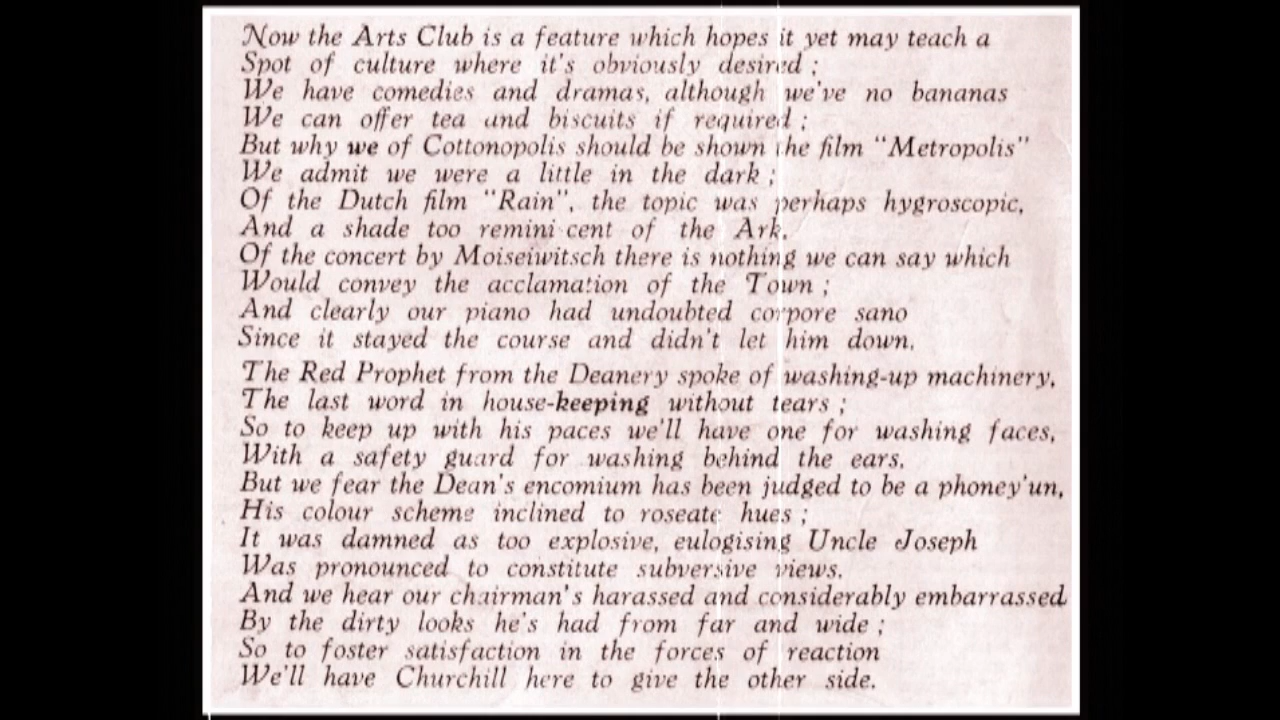 Now the Arts Club is a feature which hopes it yet may teach a
Spot of culture where it's obviously desired ;
We have comedies and dramas, although we've no bananas
We can offer tea and biscuits if required ;
But why we of Cottonopolis should be shown the film "Metropolis"
We admit we were a little in the dark ;
Of the Dutch film "Rain", the topic was perhaps hygroscopic,
And a shade too reminiscent of the Ark.
Of the concert by Moiseiwitsch there is nothing we can say which
Would convey the acclamation of the Town ;
And clearly our piano had undoubted corpore sano
Since it stayed the course and didn't let him down.
The Red Prophet from the Deanery spoke of washing-up machinery,
The last word in house-keeping without tears ;
So to keep up with his paces we'll have one for washing faces,
With a safety guard for washing behind the ears.
But we fear the Dean's encomium has been judged to be a phoney'un,
His colour scheme inclined to roseate hues ;
It was damned as too explosive, eulogising Uncle Joseph
Was pronounced to constitute subversive views.
And we hear our chairman's harassed and considerably embarrassed
By the dirty looks he's had from far and wide ;
So to foster satisfaction in the forces of reaction
We'll have Churchill here to give the other side.